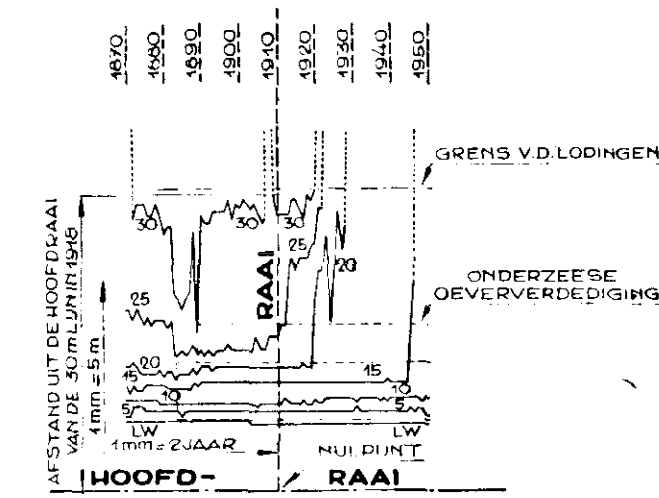 1870
1880
1890
1900
1910
1920
1930
1940
1950
GRENS V.D. LODINGEN
30
30
30
25
20
RAAI
ONDERZEESE
OEVERVERDEDIGING
25
20
15
15
10
10
5
5
LW
LW
AFSTAND UIT DE HOOFDRAAI
VAN DE 30m LIJN IN 1918
1 mm = 5 m
1 mm = 2 JAAR
NULPUNT
HOOFD-
RAAI